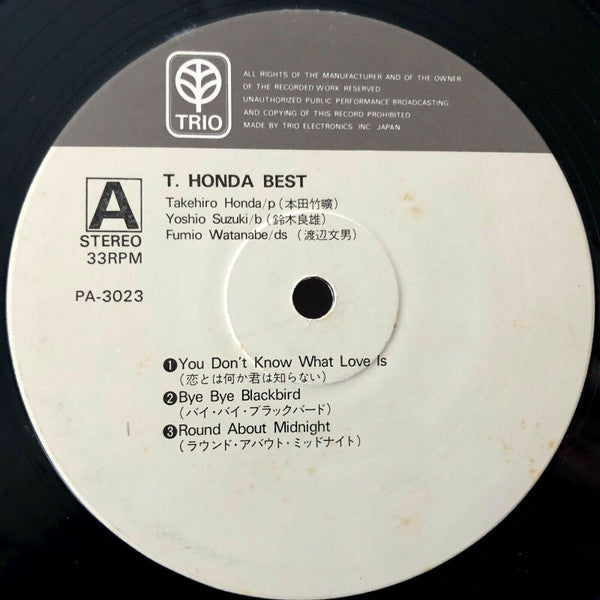 TRIO
ALL RIGHTS OF THE MANUFACTURER AND OF THE OWNER
OF THE RECORDED WORK RESERVED
UNAUTHORIZED PUBLIC PERFORMANCE BROADCASTING
AND COPYING OF THIS RECORD PROHIBITED
MADE BY TRIO ELECTRONICS. INC. JAPAN
A
STEREO
33RPM
PA-3023
T. HONDA BEST
Takehiro Honda/p (本田竹曠)
Yoshio Suzuki/b (鈴木良雄)
Fumio Watanabe/ds (渡辺文男)
❶You Don't Know What Love Is
(恋とは何か君は知らない)
❷Bye Bye Blackbird
(バイ・バイ・ブラックバード)
❸Round About Midnight
(ラウンド・アバウト・ミッドナイト)